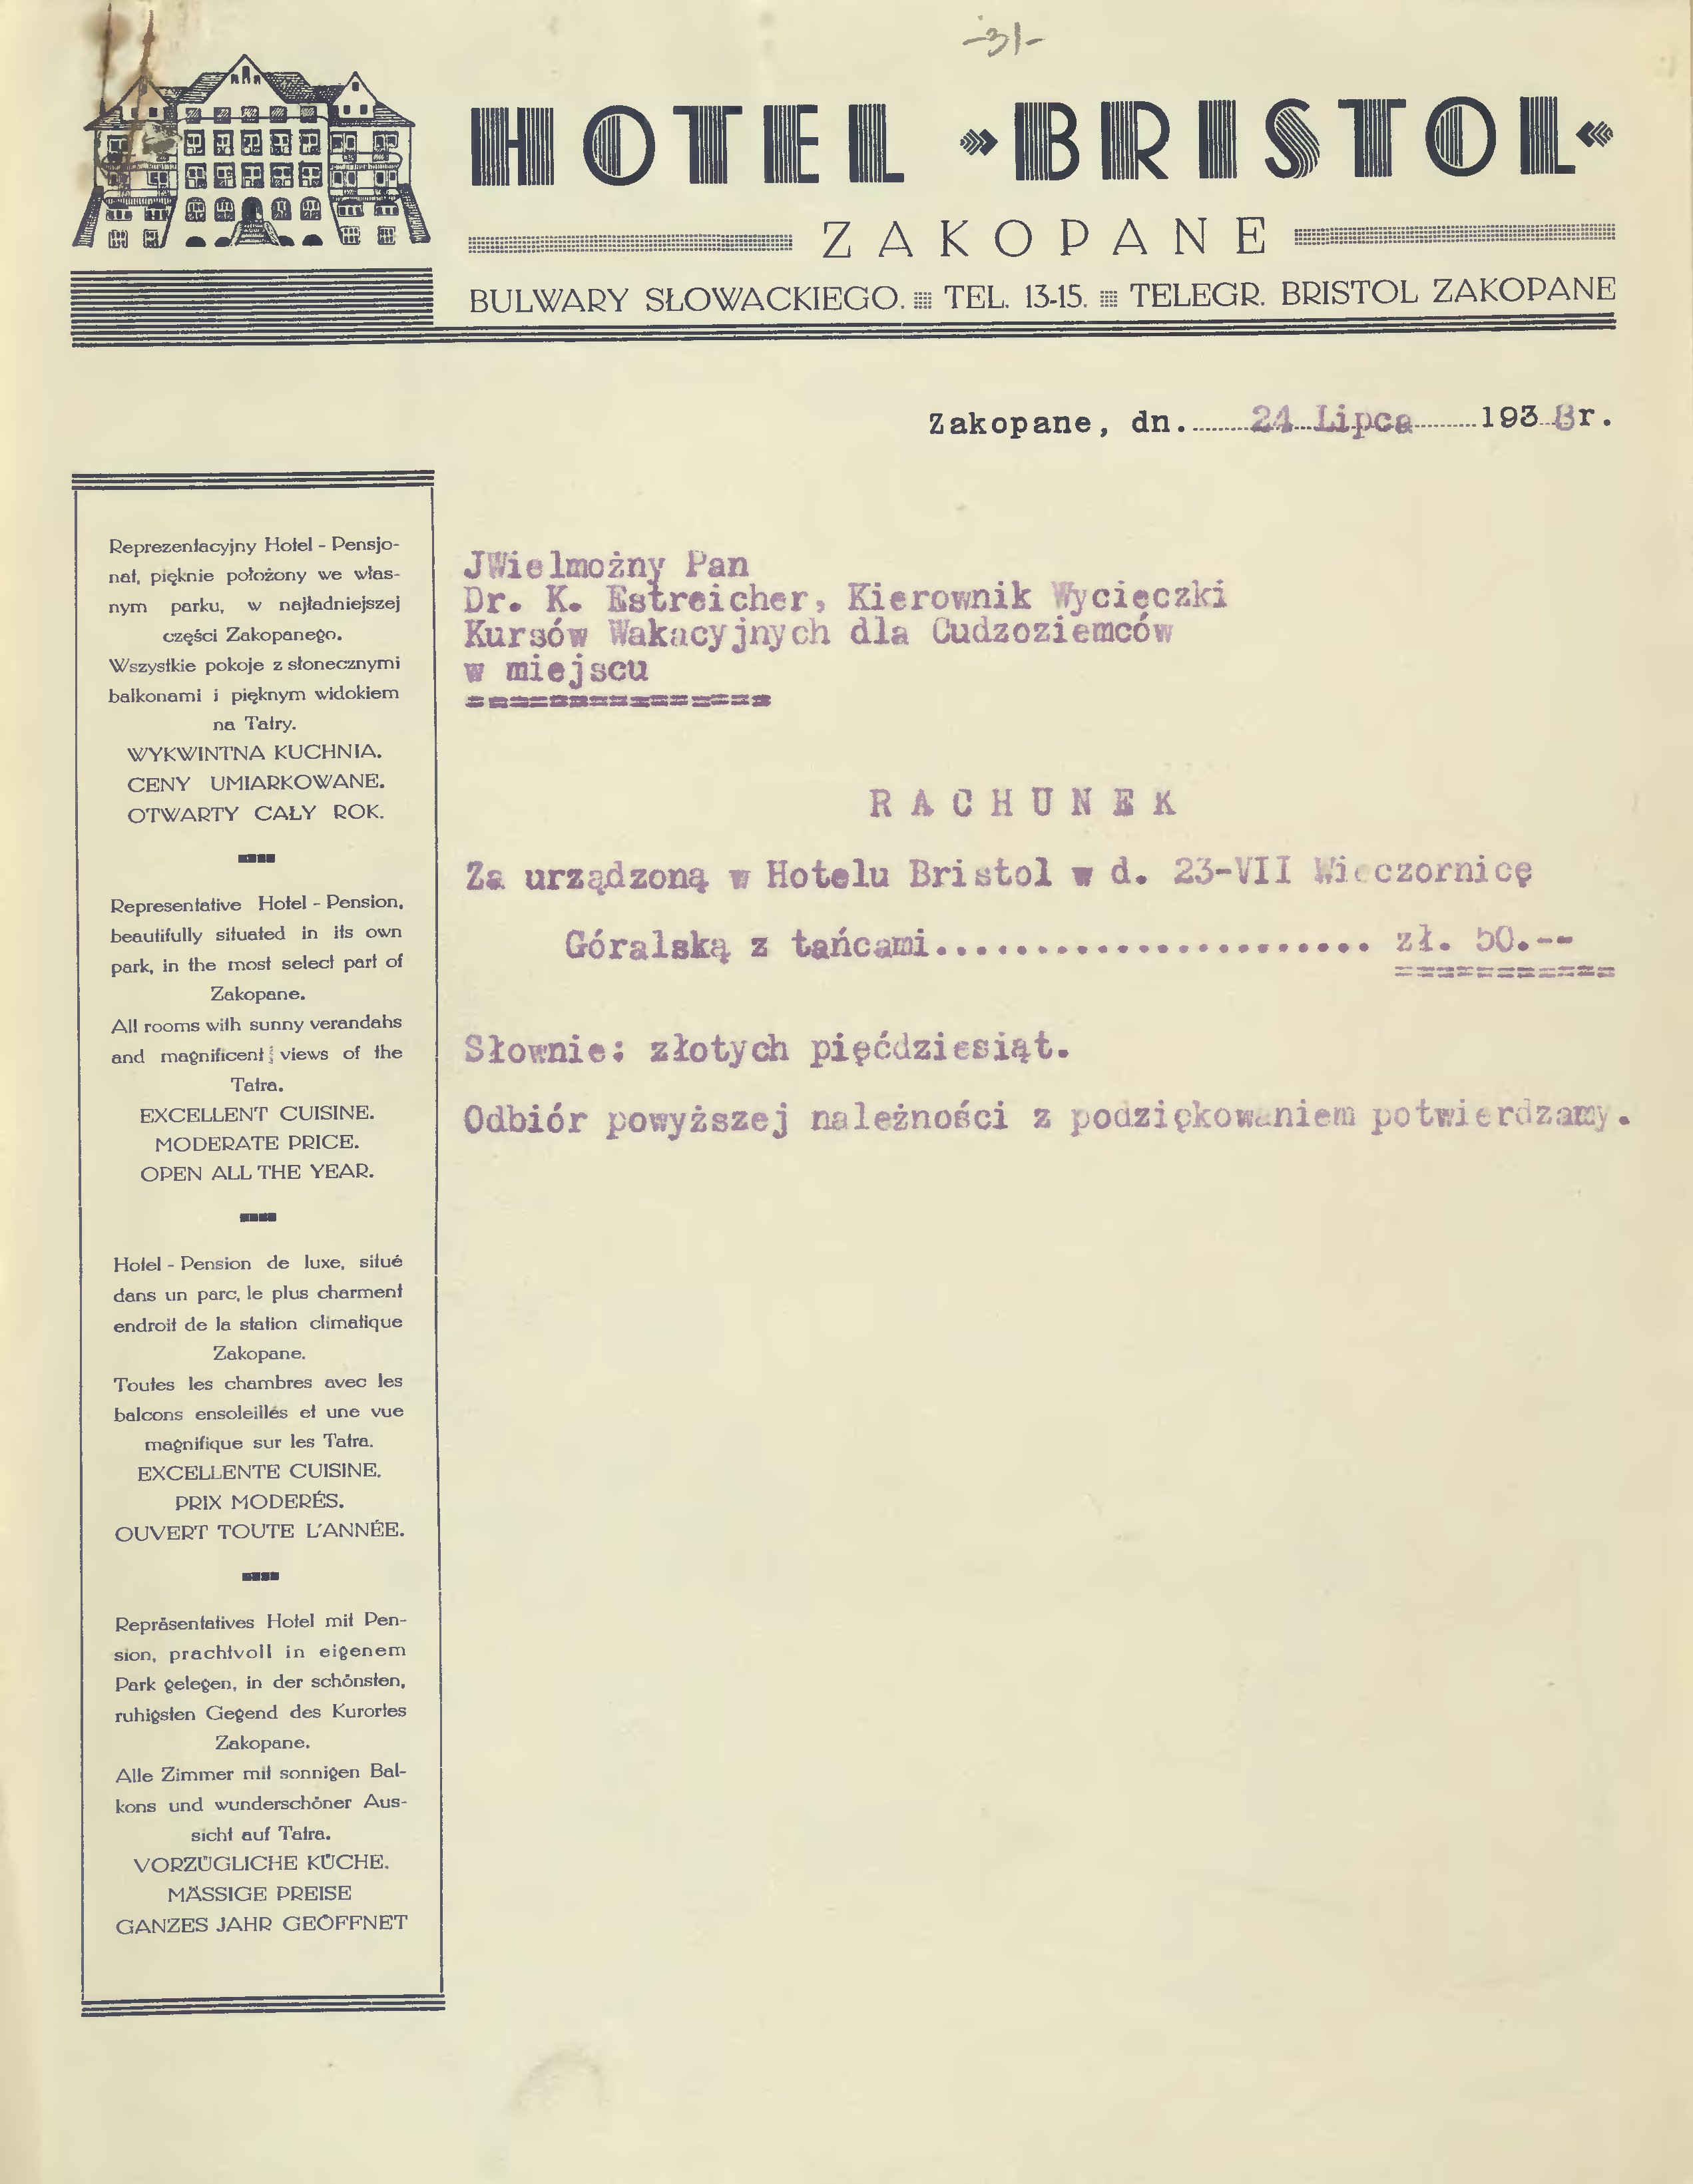 -31-
HOTEL BRISTOL
ZAKOPANE
BULWARY SŁOWACKIEGO. TEL. 13-15. TELEGR. BRISTOL ZAKOPANE
Zakopane, dn. 24 Lipca 1938r.
JWielmożny Pan
Dr. K. Estreicher, Kierownik Wycięczki
Kursów Wakacyjnych dla Cudzoziemców
w miejscu
===============
RACHUNEK
Za urządzoną w Hotelu Bristol w d. 23-VII Wieczornicę
Góralską z tańcami...................... zł. 50.--
===========
Słownie: złotych pięćdziesiąt.
Odbiór powyższej należności z podziękowaniem potwierdzamy.
Reprezentacyjny Hotel - Pensjo-
nat, pięknie położony we włas-
nym parku, w najładniejszej
części Zakopanego.
Wszystkie pokoje z słonecznymi
balkonami i pięknym widokiem
na Tatry.
WYKWINTNA KUCHNIA.
CENY UMIARKOWANE.
OTWARTY CAŁY ROK.
Representative Hotel - Pension,
beautifully situated in its own
park, in the most select part of
Zakopane.
All rooms with sunny verandahs
and magnificent views of the
Tatra.
EXCELLENT CUISINE.
MODERATE PRICE.
OPEN ALL THE YEAR.
Hotel - Pension de luxe, situé
dans un parc, le plus charment
endroit de la station climatique
Zakopane.
Toutes les chambres avec les
balcons ensoleillés et une vue
magnifique sur les Tatra.
EXCELLENTE CUISINE.
PRIX MODERÉS.
OUVERT TOUTE L'ANNÉE.
Repräsentatives Hotel mit Pen-
sion, prachtvoll in eigenem
Park gelegen, in der schönsten,
ruhigsten Gegend des Kurortes
Zakopane.
Alle Zimmer mit sonnigen Bal-
kons und wunderschöner Aus-
sicht auf Tatra.
VORZÜGLICHE KÜCHE.
MÄSSIGE PREISE
GANZES JAHR GEÖFFNET